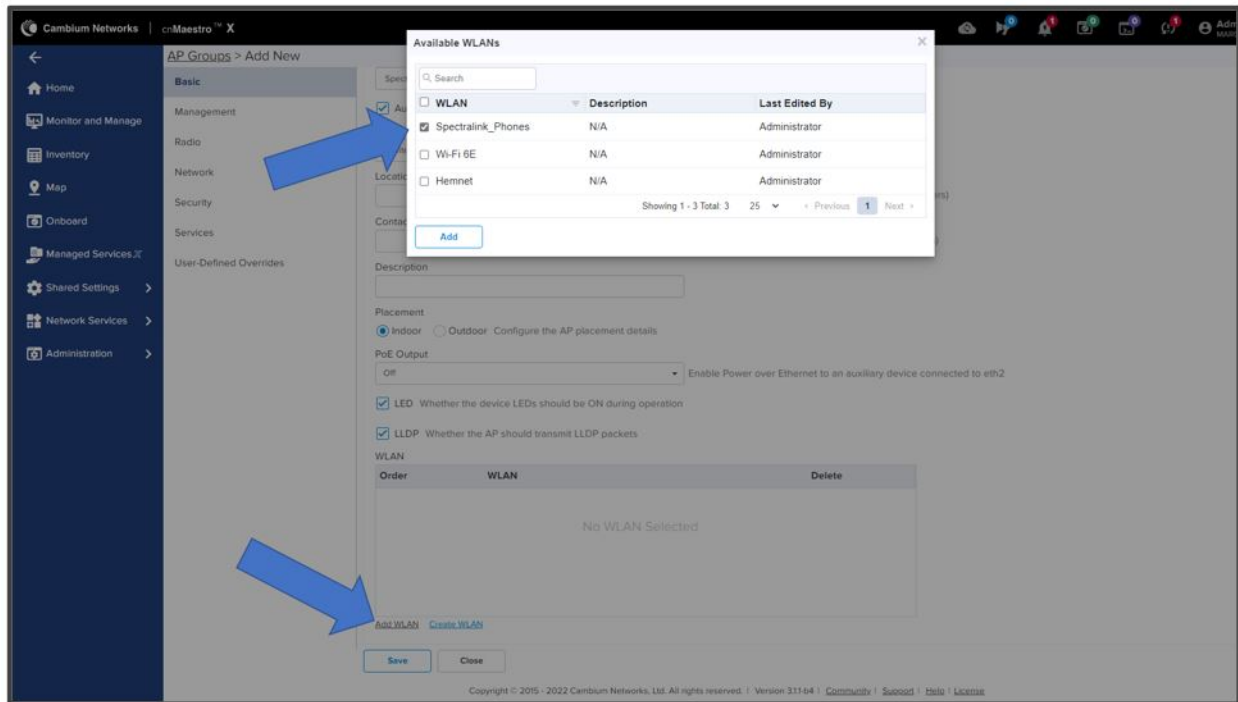 Cambium Networks | cnMaestro™ X
0 1 0 0 1
AP Groups > Add New
Home
Monitor and Manage
Inventory
Map
Onboard
Managed Services X
Shared Settings
Network Services
Administration
Basic
Management
Radio
Network
Security
Services
User-Defined Overrides
Available WLANs
Search
WLAN Description Last Edited By
Spectralink_Phones N/A Administrator
Wi-Fi 6E N/A Administrator
Hemnet N/A Administrator
Showing 1 - 3 Total: 3 25 < Previous 1 Next >
Add
Description
Placement
Indoor Outdoor Configure the AP placement details
PoE Output
Off Enable Power over Ethernet to an auxiliary device connected to eth2
LED Whether the device LEDs should be ON during operation
LLDP Whether the AP should transmit LLDP packets
WLAN
Order WLAN Delete
No WLAN Selected
Add WLAN Create WLAN
Save Close
Copyright © 2015 - 2022 Cambium Networks, Ltd. All rights reserved. | Version 3.1.1-b4 | Community | Support | Help | License